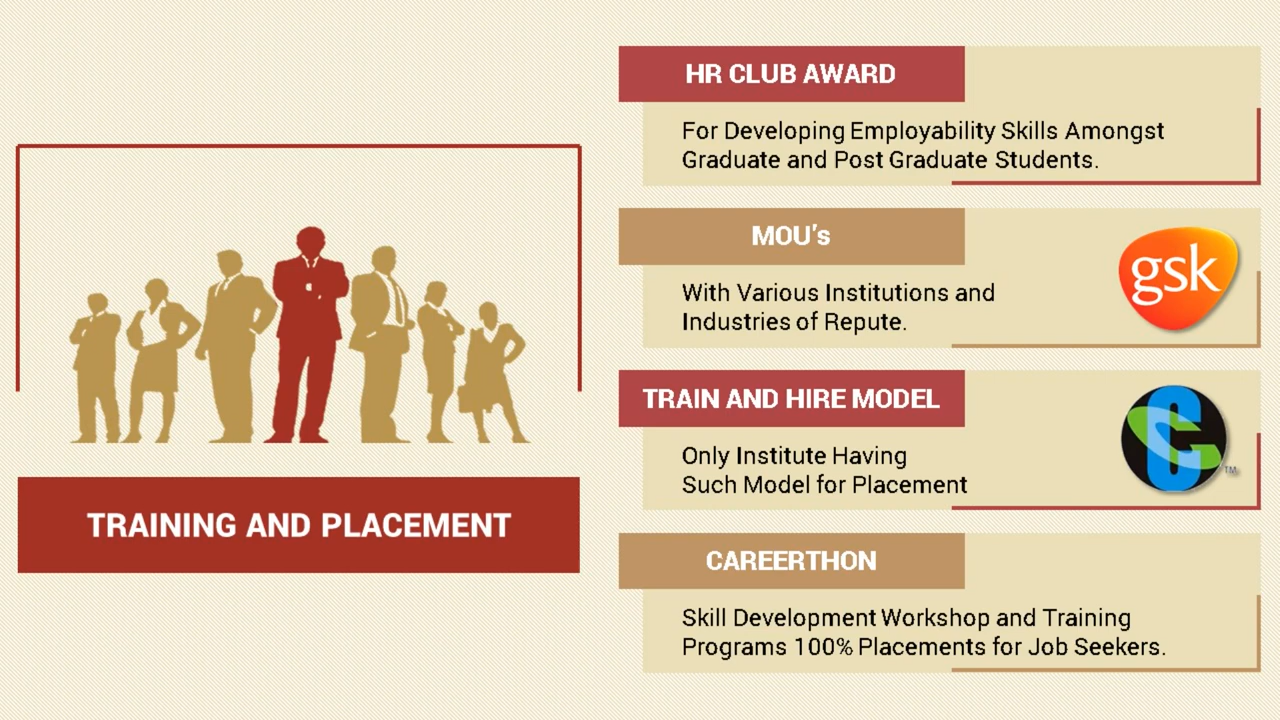 TRAINING AND PLACEMENT
HR CLUB AWARD
For Developing Employability Skills Amongst
Graduate and Post Graduate Students.
MOU's
With Various Institutions and
Industries of Repute.
gsk
TRAIN AND HIRE MODEL
Only Institute Having
Such Model for Placement
C
TM
CAREERTHON
Skill Development Workshop and Training
Programs 100% Placements for Job Seekers.